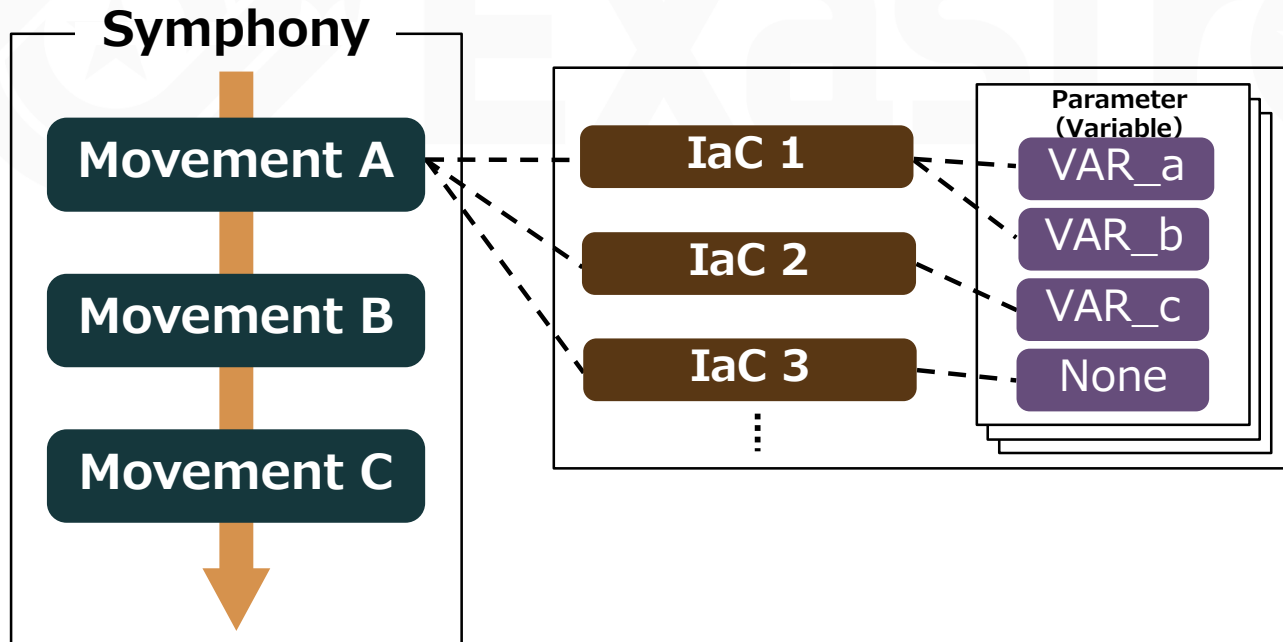 Symphony
Movement A
Movement B
Movement C
IaC 1
IaC 2
IaC 3
Parameter
（Variable）
VAR_a
VAR_b
VAR_c
None